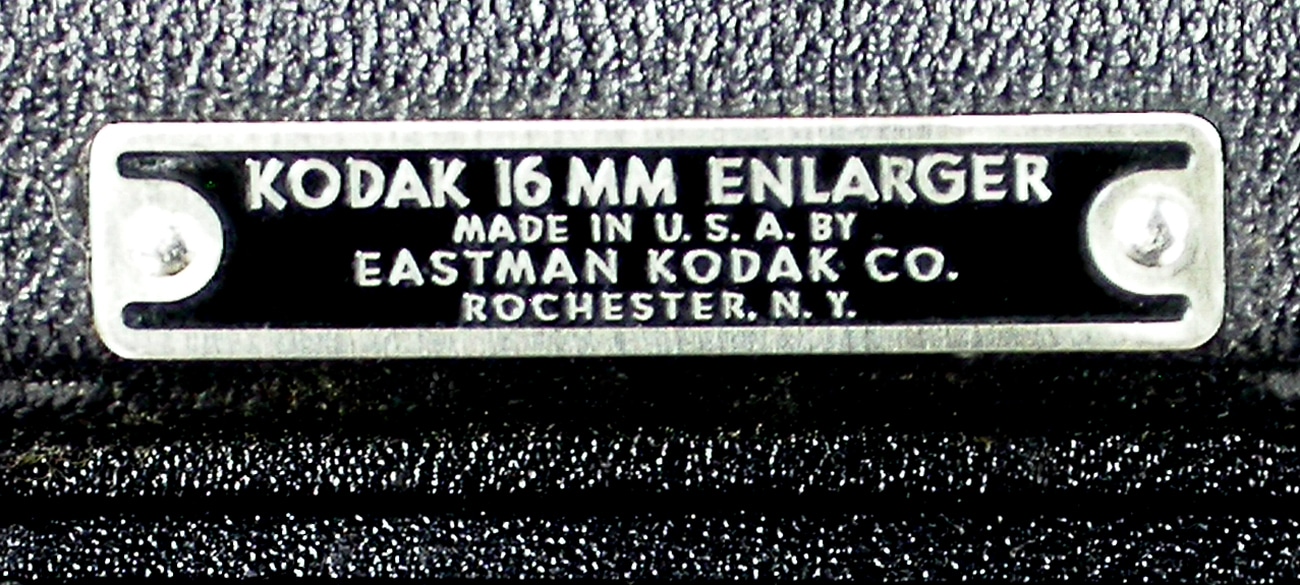 KODAK 16 MM ENLARGER
MADE IN U. S. A. BY
EASTMAN KODAK CO.
ROCHESTER, N. Y.